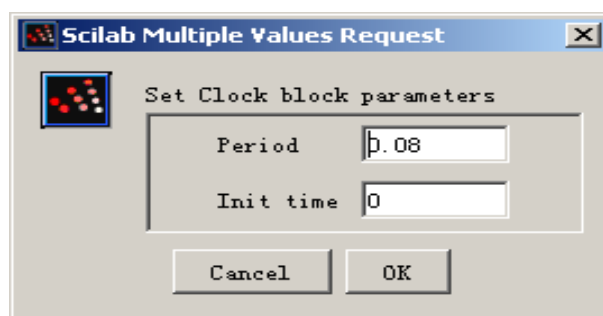 Scilab Multiple Values Request
Set Clock block parameters
Period 0.08
Init time 0
Cancel OK